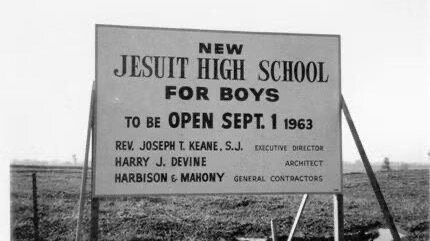 NEW
JESUIT HIGH SCHOOL
FOR BOYS
TO BE OPEN SEPT. 1 1963
REV. JOSEPH T. KEANE, S.J. EXECUTIVE DIRECTOR
HARRY J. DEVINE ARCHITECT
HARBISON & MAHONY GENERAL CONTRACTORS